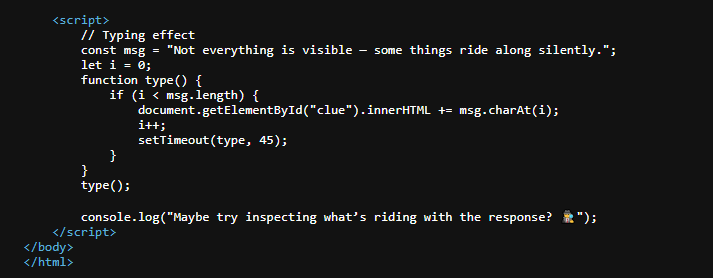 <script>
// Typing effect
const msg = "Not everything is visible — some things ride along silently.";
let i = 0;
function type() {
if (i < msg.length) {
document.getElementById("clue").innerHTML += msg.charAt(i);
i++;
setTimeout(type, 45);
}
}
type();
console.log("Maybe try inspecting what’s riding with the response? 🕵️");
</script>
</body>
</html>